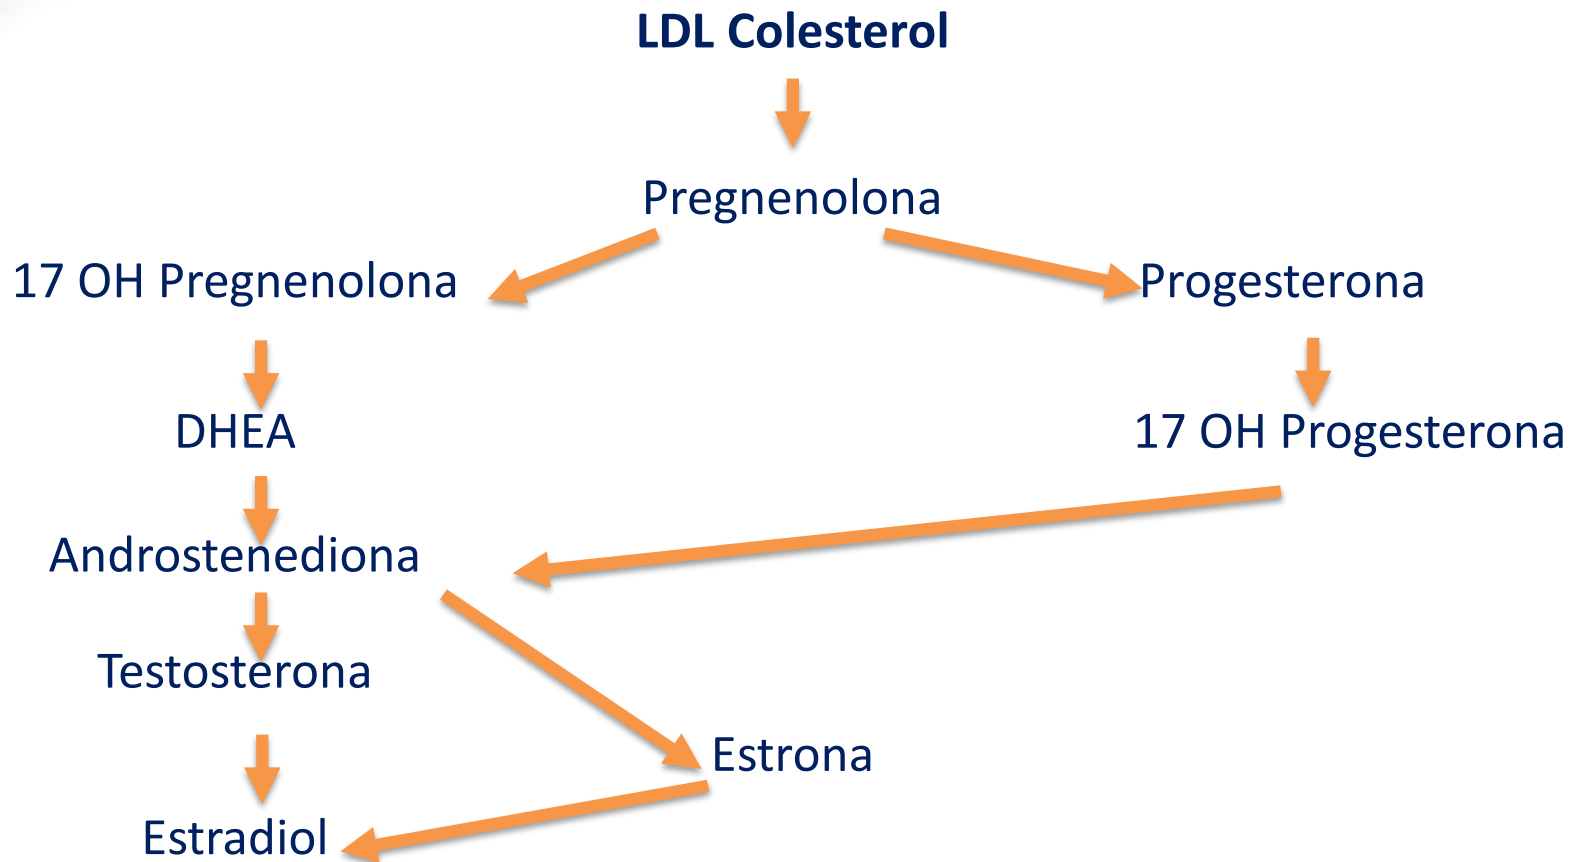 LDL Colesterol
Pregnenolona
17 OH Pregnenolona
Progesterona
DHEA
17 OH Progesterona
Androstenediona
Testosterona
Estrona
Estradiol